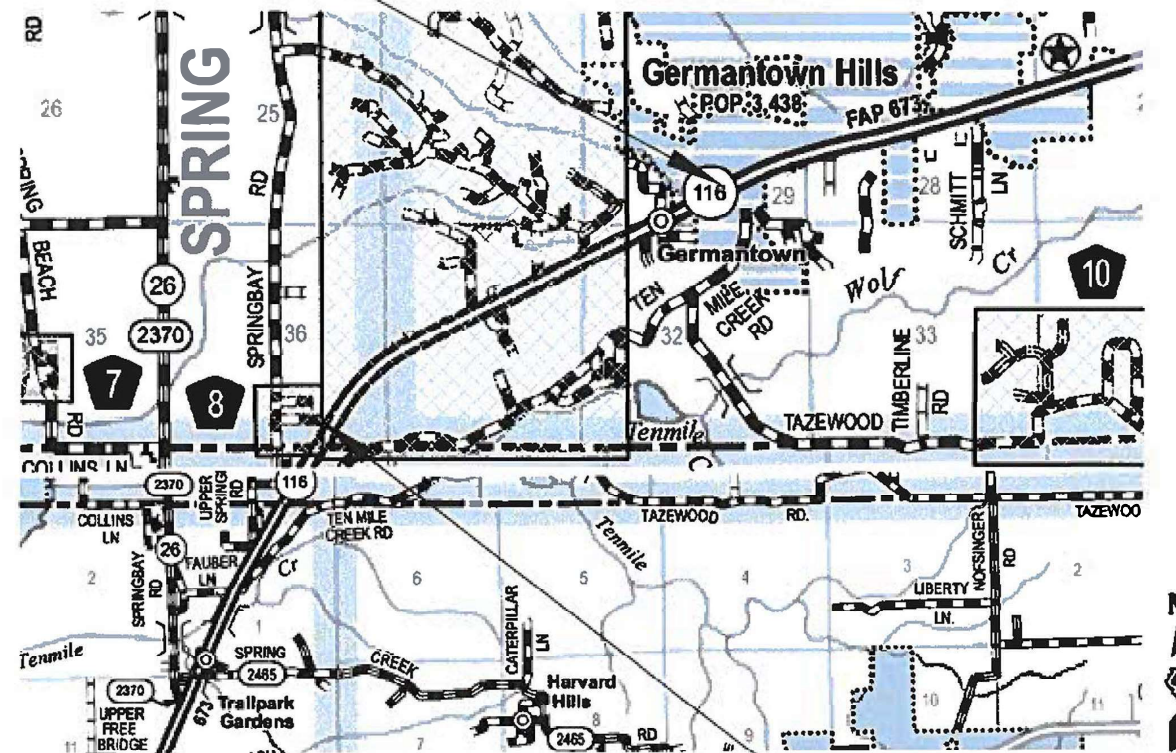 RD
26
SPRING
25
RD
Germantown Hills
POP. 3,438
FAP 673
116
29
28
SCHMITT
LN
Germantown
TEN
MILE
CREEK
RD
Wolf
Cr
10
BEACH
RD
26
2370
35
7
8
SPRINGBAY
36
32
33
TIMBERLINE
RD
TAZEWOOD
Tenmile
C
COLLINS LN
2370
UPPER
SPRING
RD
116
COLLINS
LN
TEN MILE
CREEK RD
TAZEWOOD
RD.
TAZEWOO
26
FAUBER
LN
Cr
SPRINGBAY
RD
2
6
5
Tenmile
4
3
NOFSINGER
RD
2
LIBERTY
LN.
1
Tenmile
SPRING
2465
CREEK
CATERPILLAR
LN
Harvard
Hills
2370
673
Trailpark
Gardens
UPPER
FREE
BRIDGE
11
7
8
2465
RD
9
10
11